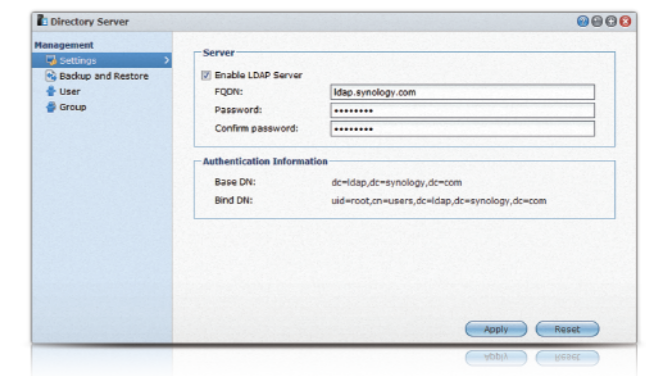 Directory Server
Management
Settings
Backup and Restore
User
Group
Server
Enable LDAP Server
FQDN: ldap.synology.com
Password: ••••••••
Confirm password: ••••••••
Authentication Information
Base DN: dc=ldap,dc=synology,dc=com
Bind DN: uid=root,cn=users,dc=ldap,dc=synology,dc=com
Apply Reset